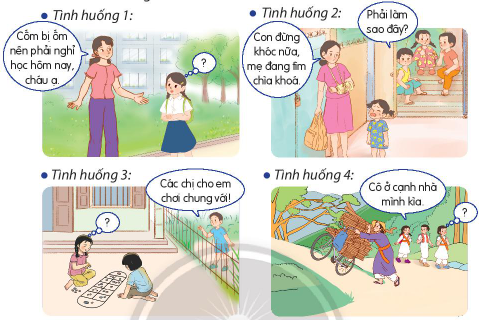 Tình huống 1:
Cốm bị ốm
nên phải nghỉ
học hôm nay,
cháu ạ.
?
Tình huống 2:
Con đừng
khóc nữa,
mẹ đang tìm
chìa khoá.
Phải làm
sao đây?
Tình huống 3:
?
Các chị cho em
chơi chung với!
Tình huống 4:
Cô ở cạnh nhà
mình kìa.
?